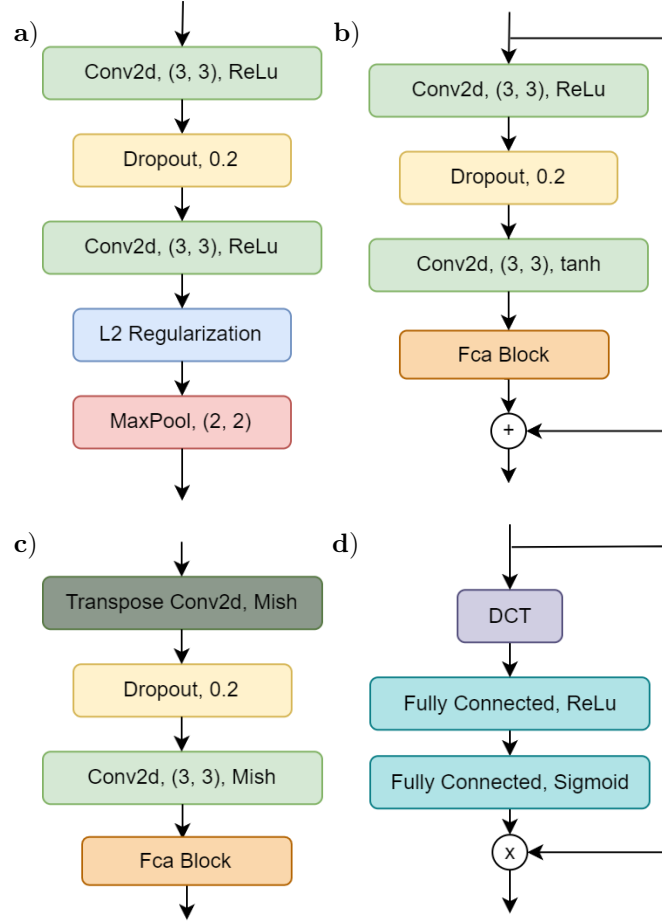 a)
Conv2d, (3, 3), ReLu
Dropout, 0.2
Conv2d, (3, 3), ReLu
L2 Regularization
MaxPool, (2, 2)
b)
Conv2d, (3, 3), ReLu
Dropout, 0.2
Conv2d, (3, 3), tanh
Fca Block
+
c)
Transpose Conv2d, Mish
Dropout, 0.2
Conv2d, (3, 3), Mish
Fca Block
d)
DCT
Fully Connected, ReLu
Fully Connected, Sigmoid
x